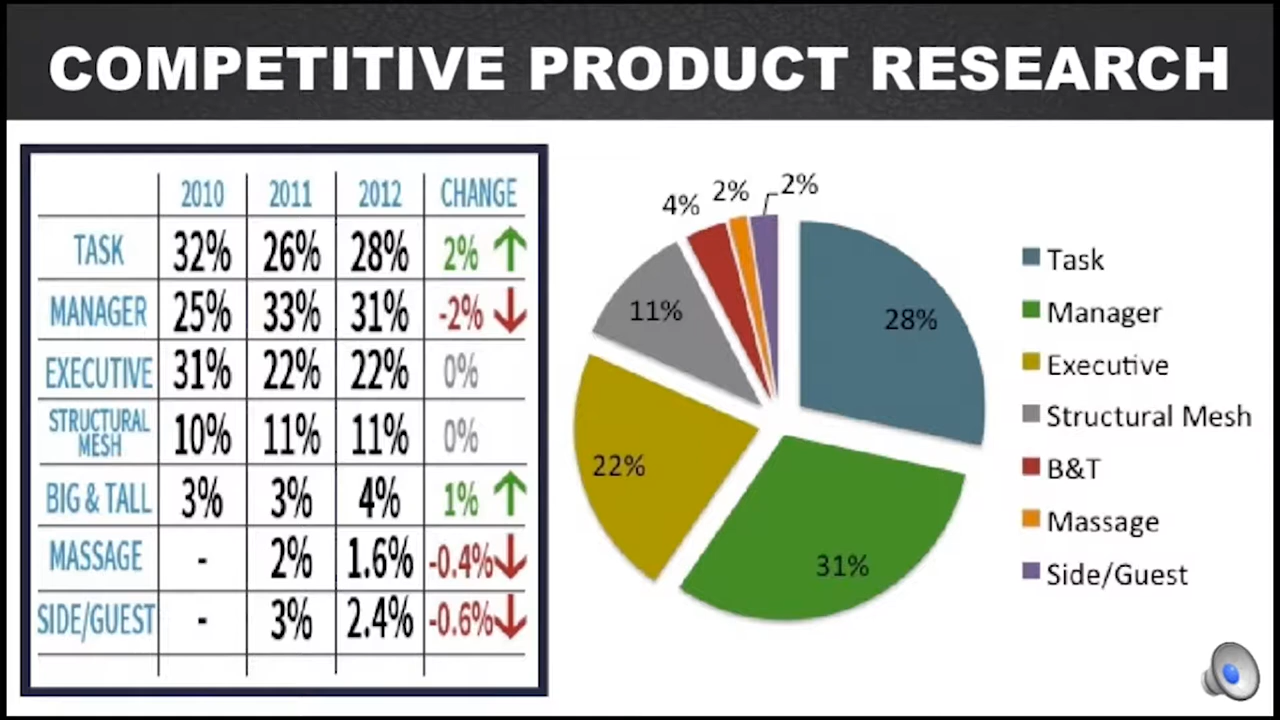 COMPETITIVE PRODUCT RESEARCH
2010 2011 2012 CHANGE
TASK 32% 26% 28% 2%
MANAGER 25% 33% 31% -2%
EXECUTIVE 31% 22% 22% 0%
STRUCTURAL
MESH 10% 11% 11% 0%
BIG & TALL 3% 3% 4% 1%
MASSAGE - 2% 1.6% -0.4%
SIDE/GUEST - 3% 2.4% -0.6%
4% 2% 2%
11% 28%
22%
31%
Task
Manager
Executive
Structural Mesh
B&T
Massage
Side/Guest